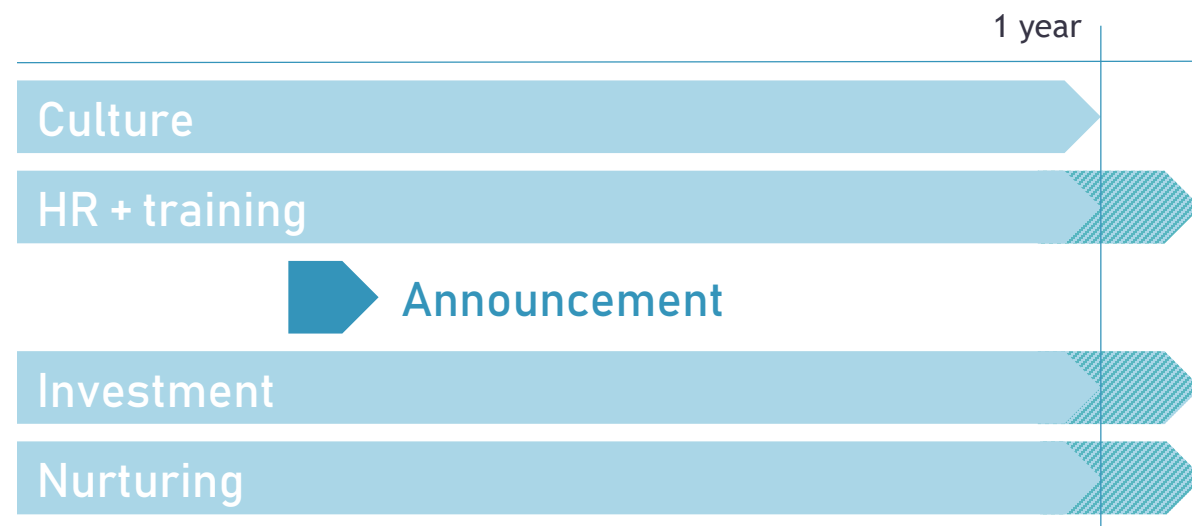 1 year
Culture
HR + training
Announcement
Investment
Nurturing